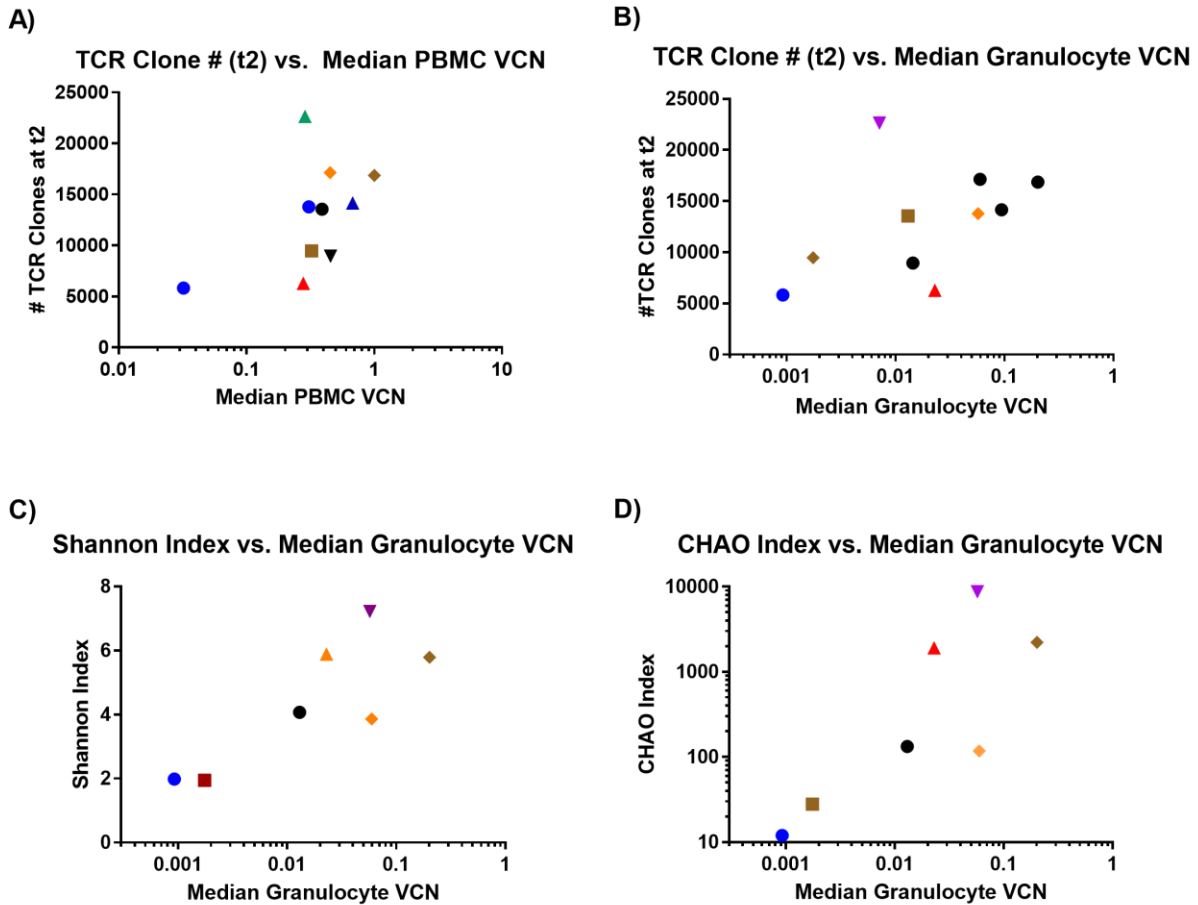 A)
TCR Clone # (t2) vs. Median PBMC VCN
# TCR Clones at t2
25000
20000
15000
10000
5000
0
0.01 0.1 1 10
Median PBMC VCN
B)
TCR Clone # (t2) vs. Median Granulocyte VCN
#TCR Clones at t2
25000
20000
15000
10000
5000
0
0.001 0.01 0.1 1
Median Granulocyte VCN
C)
Shannon Index vs. Median Granulocyte VCN
Shannon Index
8
6
4
2
0
0.001 0.01 0.1 1
Median Granulocyte VCN
D)
CHAO Index vs. Median Granulocyte VCN
CHAO Index
10000
1000
100
10
0.001 0.01 0.1 1
Median Granulocyte VCN